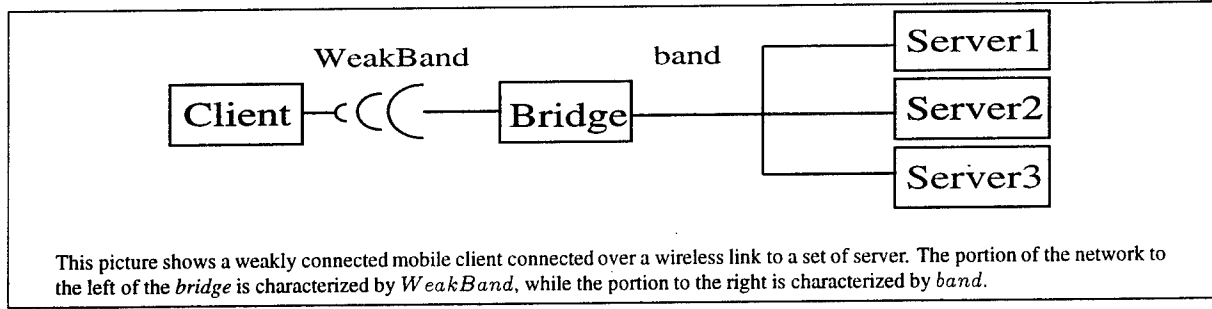 WeakBand
band
Client
Bridge
Server1
Server2
Server3
This picture shows a weakly connected mobile client connected over a wireless link to a set of server. The portion of the network to
the left of the bridge is characterized by WeakBand, while the portion to the right is characterized by band.